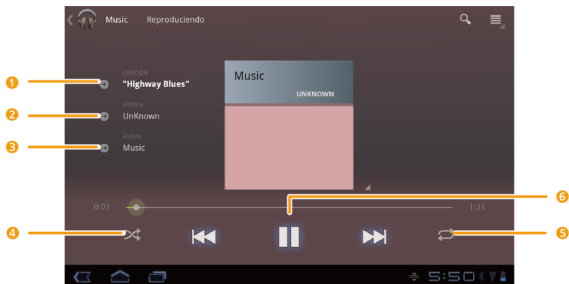 Music Reproduciendo
CANCIÓN
1 "Highway Blues"
ARTISTA
2 UnKnown
ÁLBUM
3 Music
Music
UNKNOWN
6
0:03 1:33
4
5
5:50